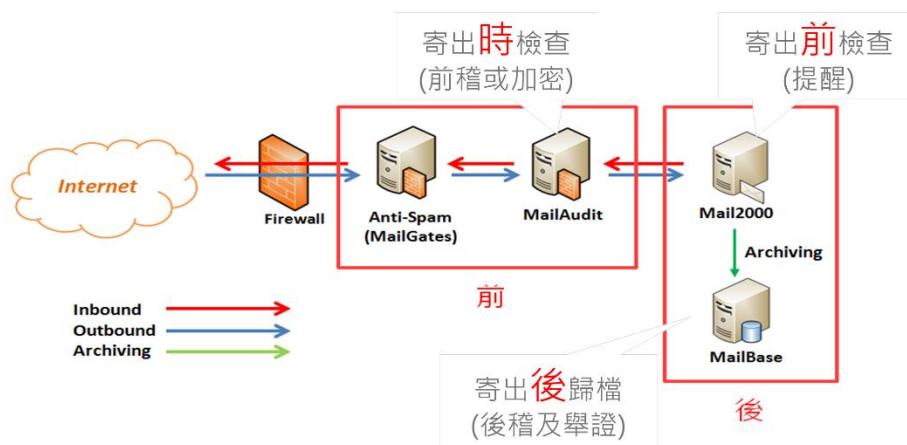 寄出時檢查
(前稽或加密)
寄出前檢查
(提醒)
Internet
Firewall
Anti-Spam
(MailGates)
MailAudit
Mail2000
Archiving
MailBase
前
後
Inbound
Outbound
Archiving
寄出後歸檔
(後稽及舉證)